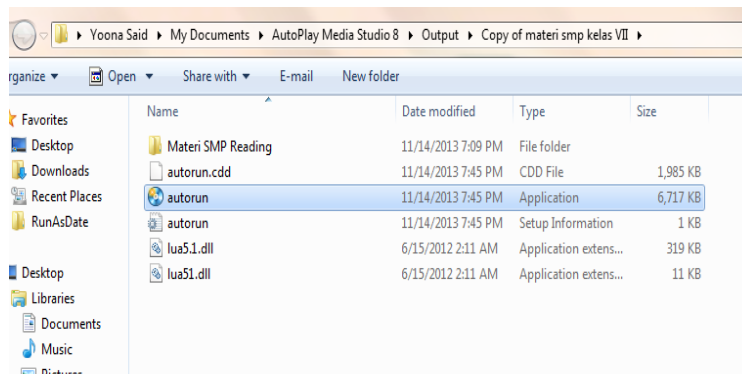 Yoona Said ▸ My Documents ▸ AutoPlay Media Studio 8 ▸ Output ▸ Copy of materi smp kelas VII ▸
rganize Open Share with E-mail New folder
Favorites
Desktop
Downloads
Recent Places
RunAsDate
Desktop
Libraries
Documents
Music
Pictures
Name Date modified Type Size
Materi SMP Reading 11/14/2013 7:09 PM File folder
autorun.cdd 11/14/2013 7:45 PM CDD File 1,985 KB
autorun 11/14/2013 7:45 PM Application 6,717 KB
autorun 11/14/2013 7:45 PM Setup Information 1 KB
lua5.1.dll 6/15/2012 2:11 AM Application extens... 319 KB
lua51.dll 6/15/2012 2:11 AM Application extens... 11 KB